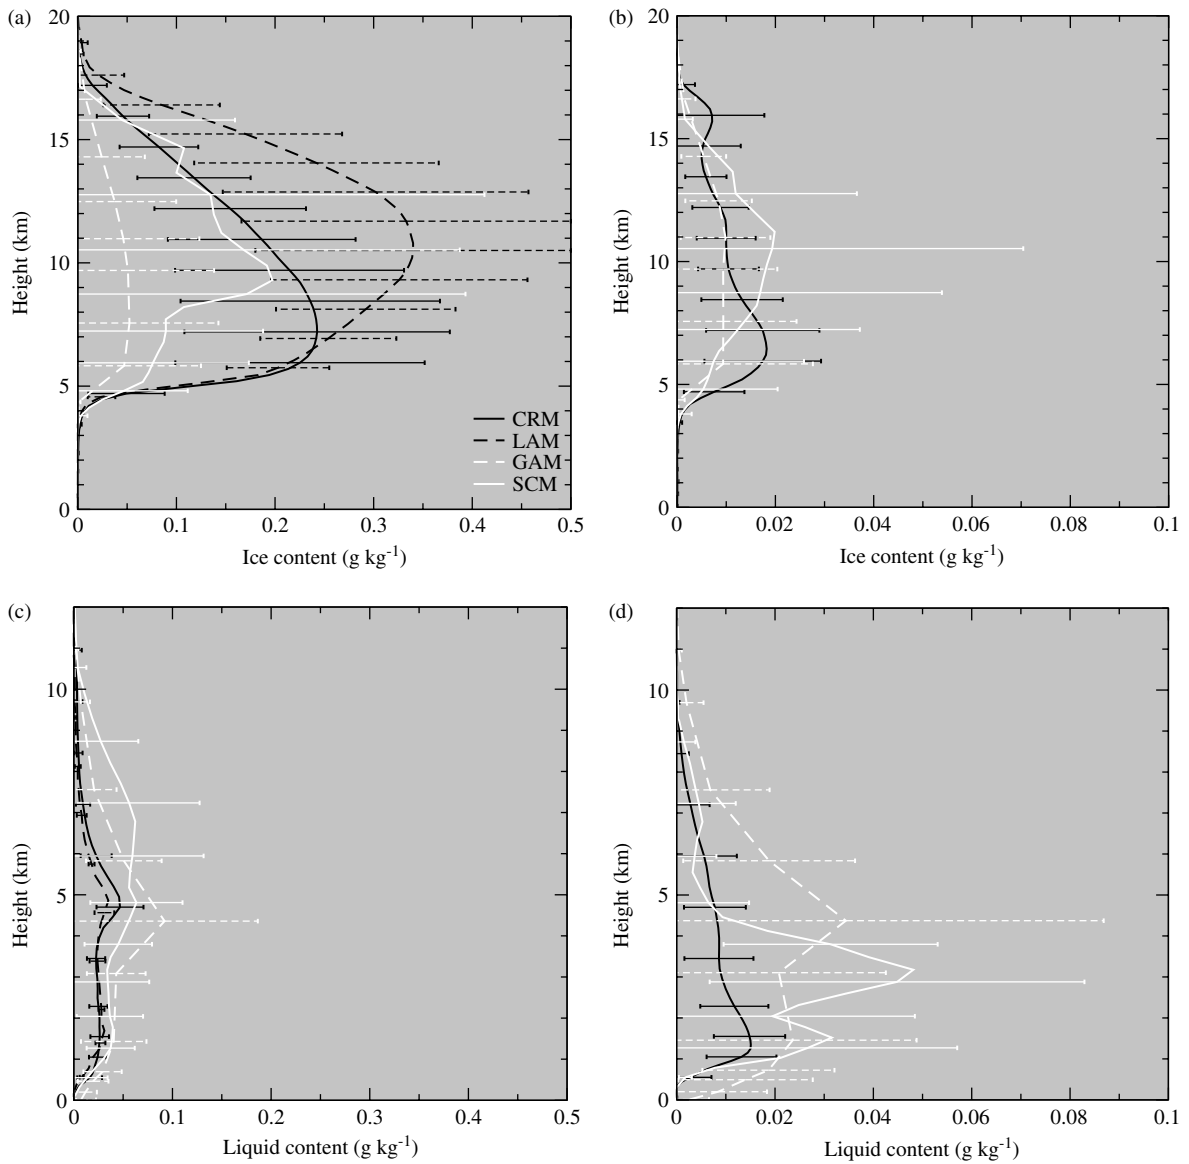 (a)
20
15
10
5
0
Height (km)
0
0.1
0.2
0.3
0.4
0.5
Ice content (g kg⁻¹)
CRM
LAM
GAM
SCM
(b)
20
15
10
5
0
Height (km)
0
0.02
0.04
0.06
0.08
0.1
Ice content (g kg⁻¹)
(c)
10
5
0
Height (km)
0
0.1
0.2
0.3
0.4
0.5
Liquid content (g kg⁻¹)
(d)
10
5
0
Height (km)
0
0.02
0.04
0.06
0.08
0.1
Liquid content (g kg⁻¹)